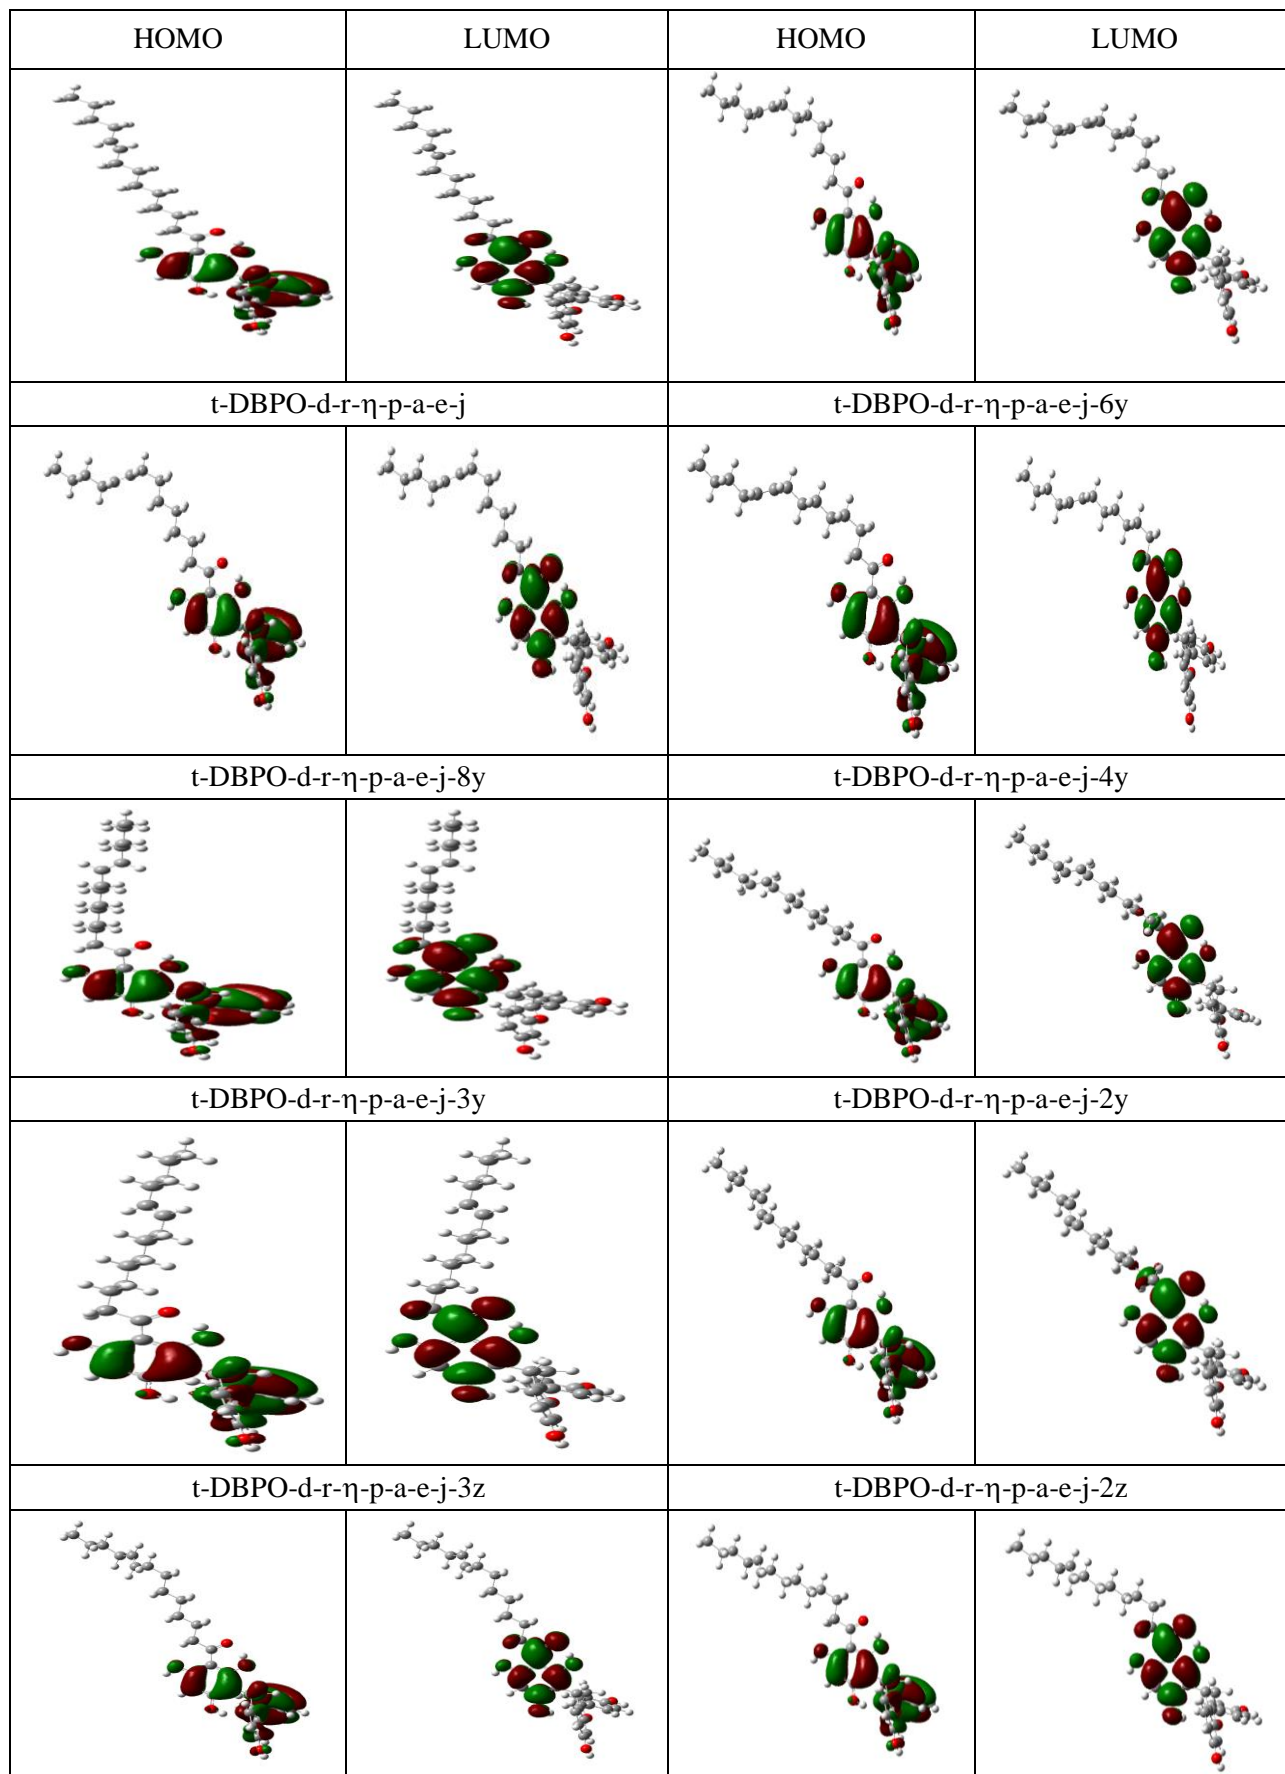 HOMO LUMO HOMO LUMO
t-DBPO-d-r-η-p-a-e-j t-DBPO-d-r-η-p-a-e-j-6y
t-DBPO-d-r-η-p-a-e-j-8y t-DBPO-d-r-η-p-a-e-j-4y
t-DBPO-d-r-η-p-a-e-j-3y t-DBPO-d-r-η-p-a-e-j-2y
t-DBPO-d-r-η-p-a-e-j-3z t-DBPO-d-r-η-p-a-e-j-2z